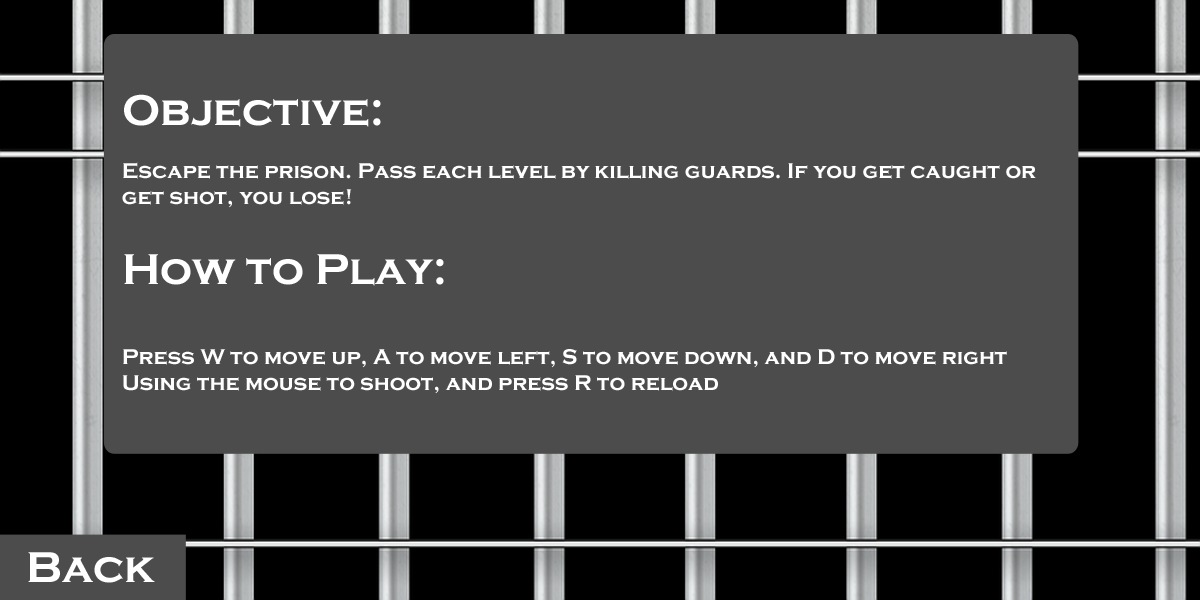 Objective:
Escape the prison. Pass each level by killing guards. If you get caught or
get shot, you lose!
How to Play:
Press W to move up, A to move left, S to move down, and D to move right
Using the mouse to shoot, and press R to reload
Back